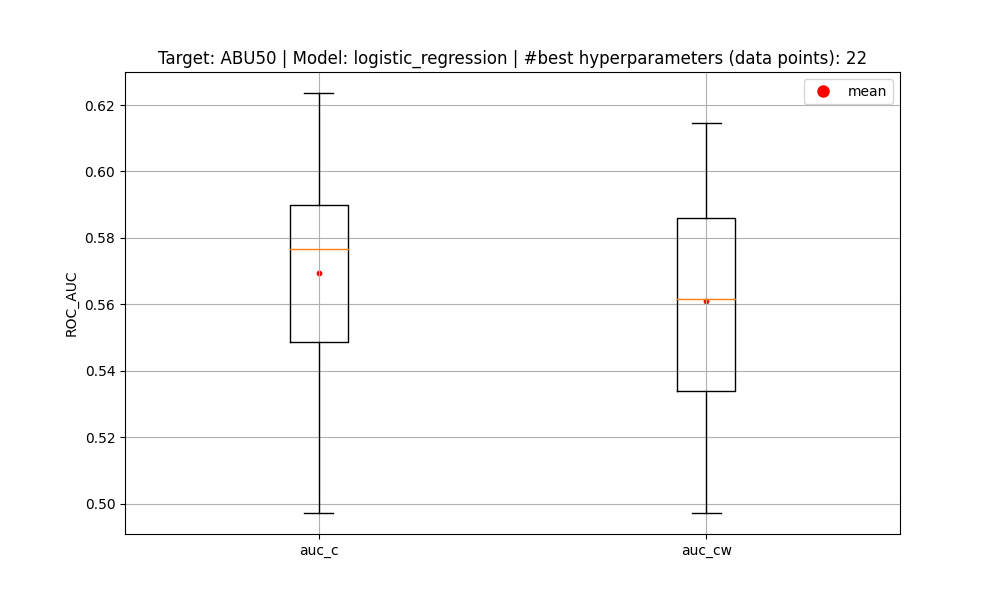 Target: ABU50 | Model: logistic_regression | #best hyperparameters (data points): 22
mean
ROC_AUC
0.62
0.60
0.58
0.56
0.54
0.52
0.50
auc_c
auc_cw